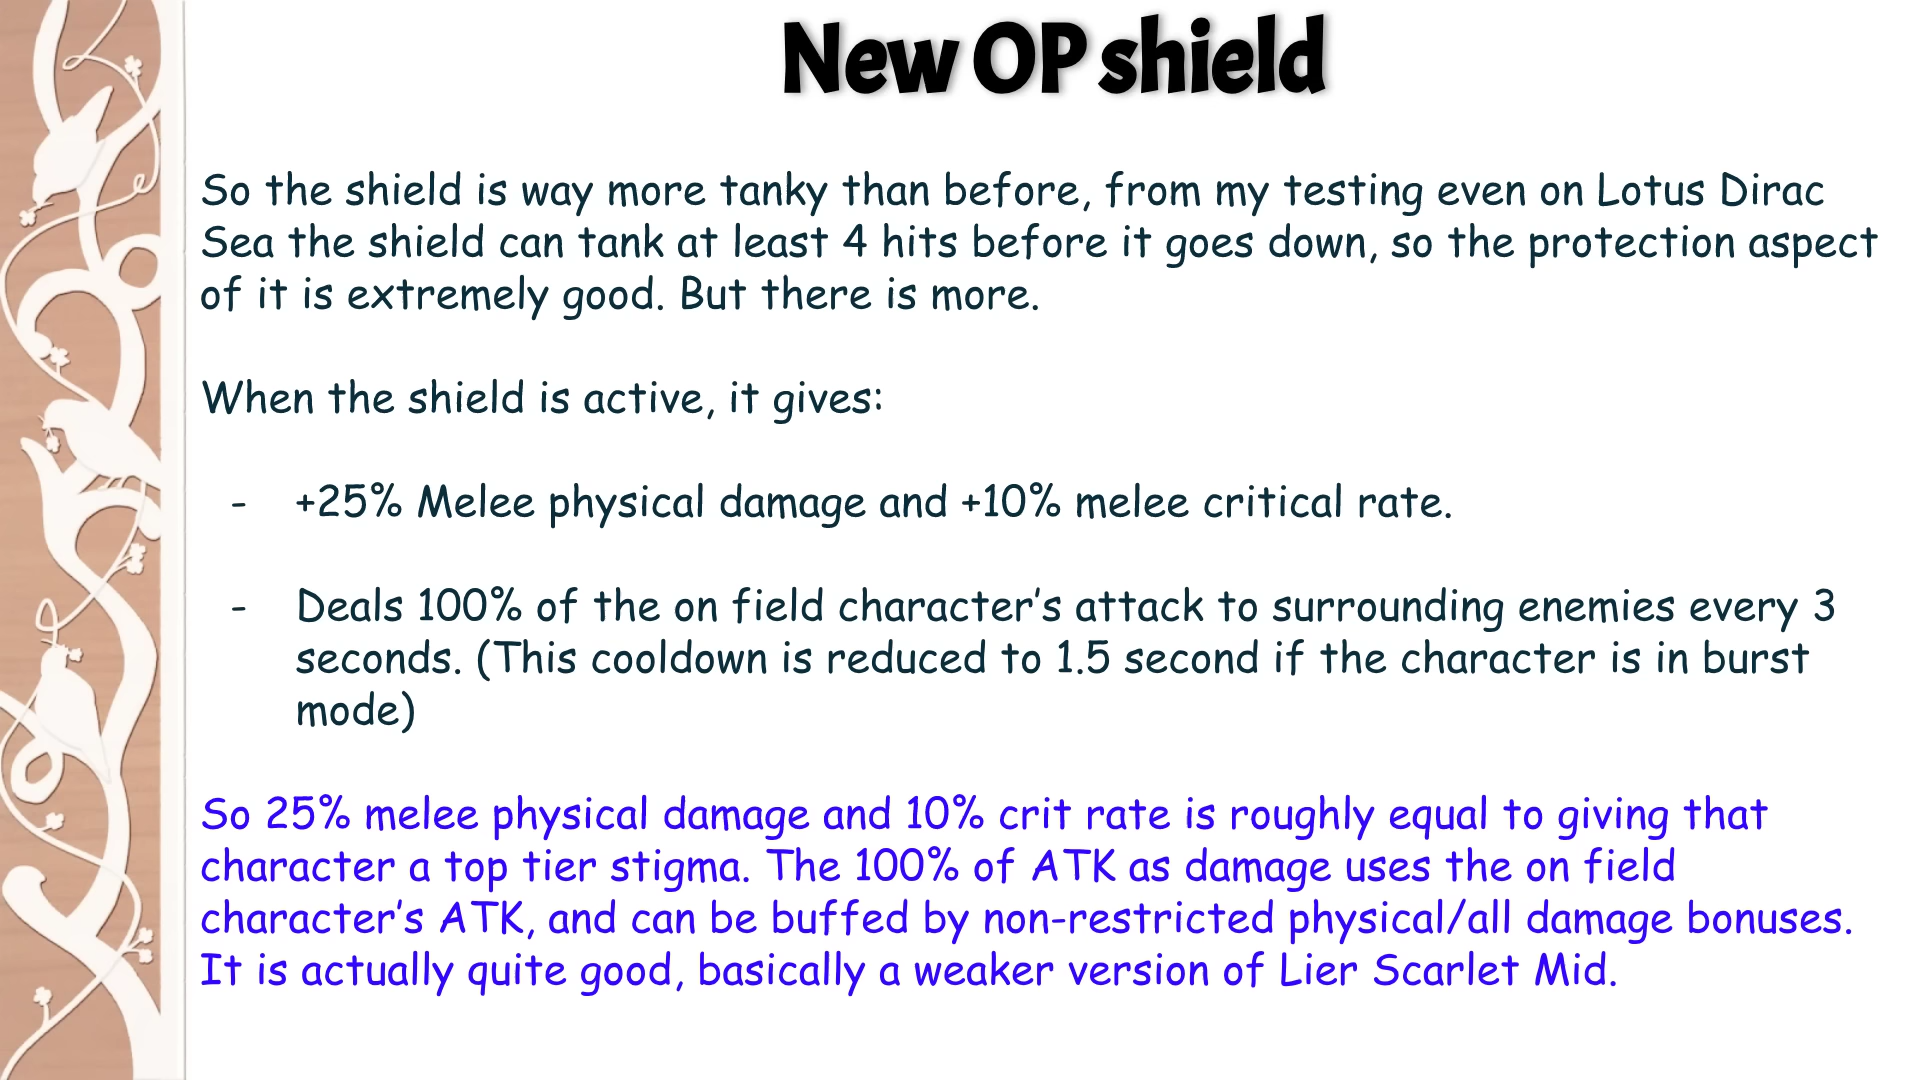 New OP shield
So the shield is way more tanky than before, from my testing even on Lotus Dirac
Sea the shield can tank at least 4 hits before it goes down, so the protection aspect
of it is extremely good. But there is more.
When the shield is active, it gives:
- +25% Melee physical damage and +10% melee critical rate.
- Deals 100% of the on field character’s attack to surrounding enemies every 3
seconds. (This cooldown is reduced to 1.5 second if the character is in burst
mode)
So 25% melee physical damage and 10% crit rate is roughly equal to giving that
character a top tier stigma. The 100% of ATK as damage uses the on field
character’s ATK, and can be buffed by non-restricted physical/all damage bonuses.
It is actually quite good, basically a weaker version of Lier Scarlet Mid.